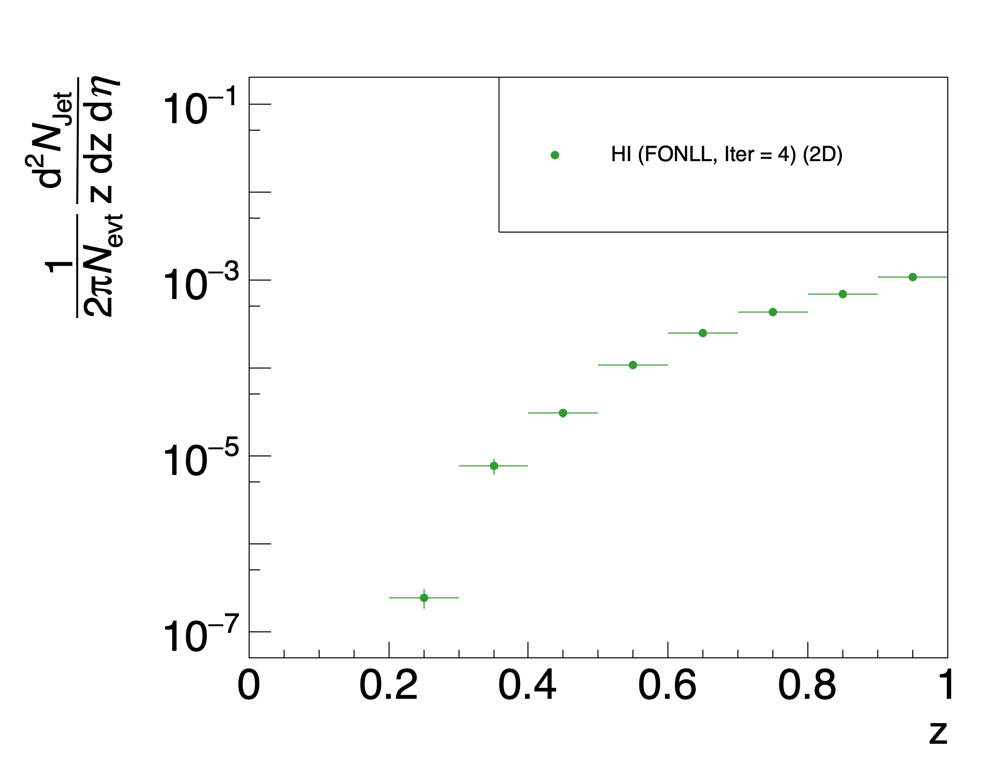 1/(2πN_evt) d²N_Jet/(z dz dη)
HI (FONLL, Iter = 4) (2D)
10⁻¹
10⁻³
10⁻⁵
10⁻⁷
0 0.2 0.4 0.6 0.8 1
z